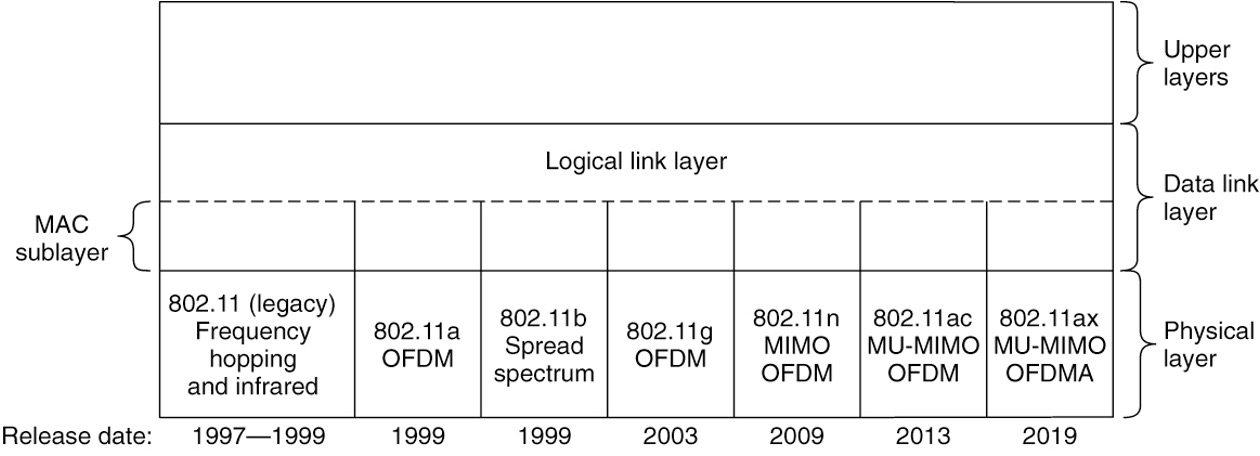 Upper
layers
Logical link layer
Data link
layer
MAC
sublayer
802.11 (legacy)
Frequency
hopping
and infrared
802.11a
OFDM
802.11b
Spread
spectrum
802.11g
OFDM
802.11n
MIMO
OFDM
802.11ac
MU-MIMO
OFDM
802.11ax
MU-MIMO
OFDMA
Physical
layer
Release date: 1997—1999 1999 1999 2003 2009 2013 2019